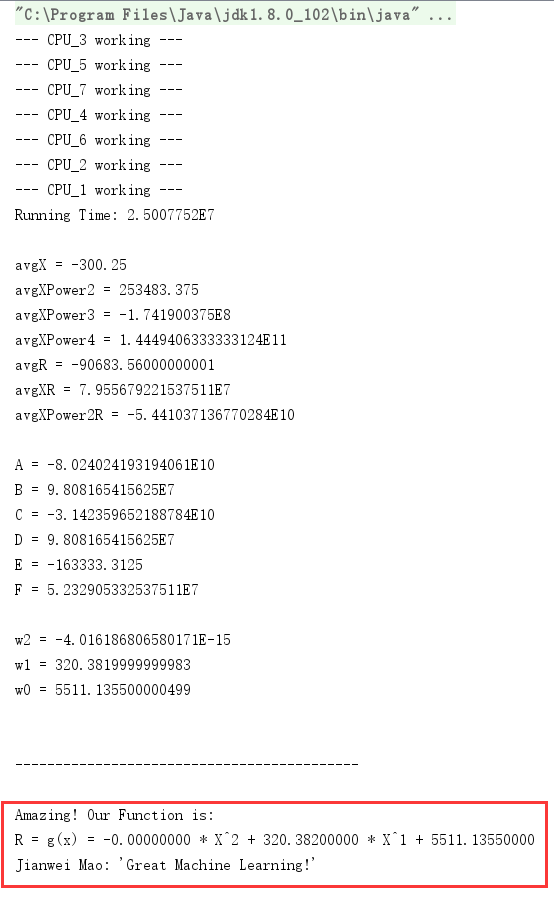 "C:\Program Files\Java\jdk1.8.0_102\bin\java" ...
--- CPU_3 working ---
--- CPU_5 working ---
--- CPU_7 working ---
--- CPU_4 working ---
--- CPU_6 working ---
--- CPU_2 working ---
--- CPU_1 working ---
Running Time: 2.5007752E7
avgX = -300.25
avgXPower2 = 253483.375
avgXPower3 = -1.741900375E8
avgXPower4 = 1.4449406333333124E11
avgR = -90683.56000000001
avgXR = 7.955679221537511E7
avgXPower2R = -5.441037136770284E10
A = -8.024024193194061E10
B = 9.808165415625E7
C = -3.142359652188784E10
D = 9.808165415625E7
E = -163333.3125
F = 5.232905332537511E7
w2 = -4.016186806580171E-15
w1 = 320.3819999999983
w0 = 5511.135500000499
-------------------------------------------
Amazing! Our Function is:
R = g(x) = -0.00000000 * X^2 + 320.38200000 * X^1 + 5511.13550000
Jianwei Mao: 'Great Machine Learning!'